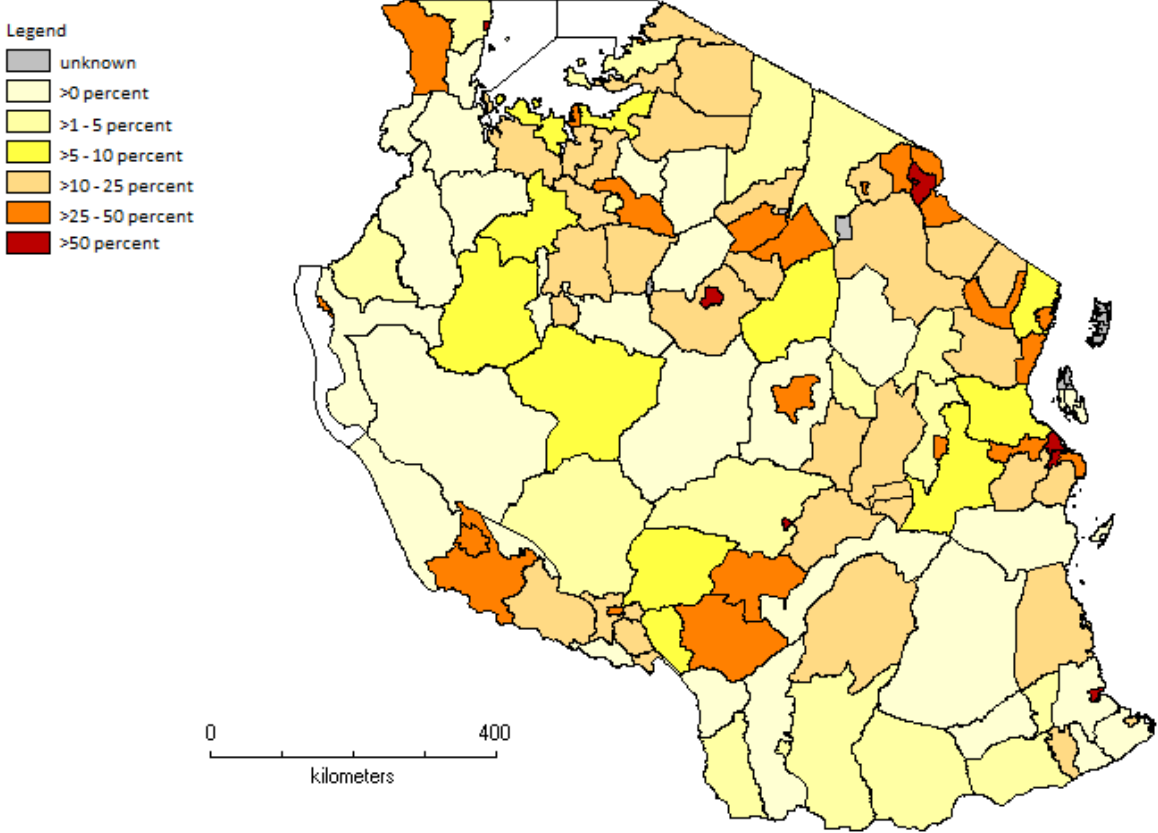 Legend
unknown
>0 percent
>1 - 5 percent
>5 - 10 percent
>10 - 25 percent
>25 - 50 percent
>50 percent
0 400
kilometers